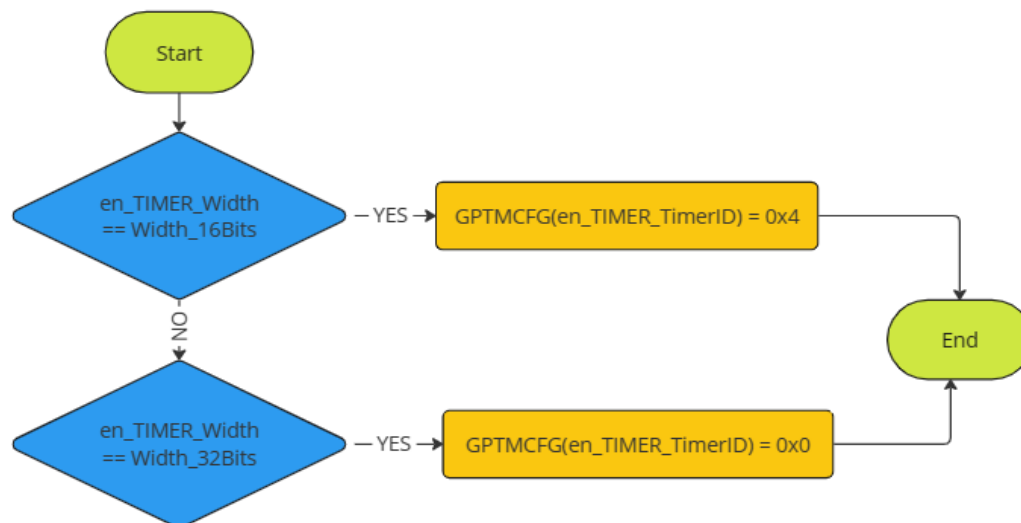 Start
en_TIMER_Width
== Width_16Bits
YES
GPTMCFG(en_TIMER_TimerID) = 0x4
End
NO
en_TIMER_Width
== Width_32Bits
YES
GPTMCFG(en_TIMER_TimerID) = 0x0